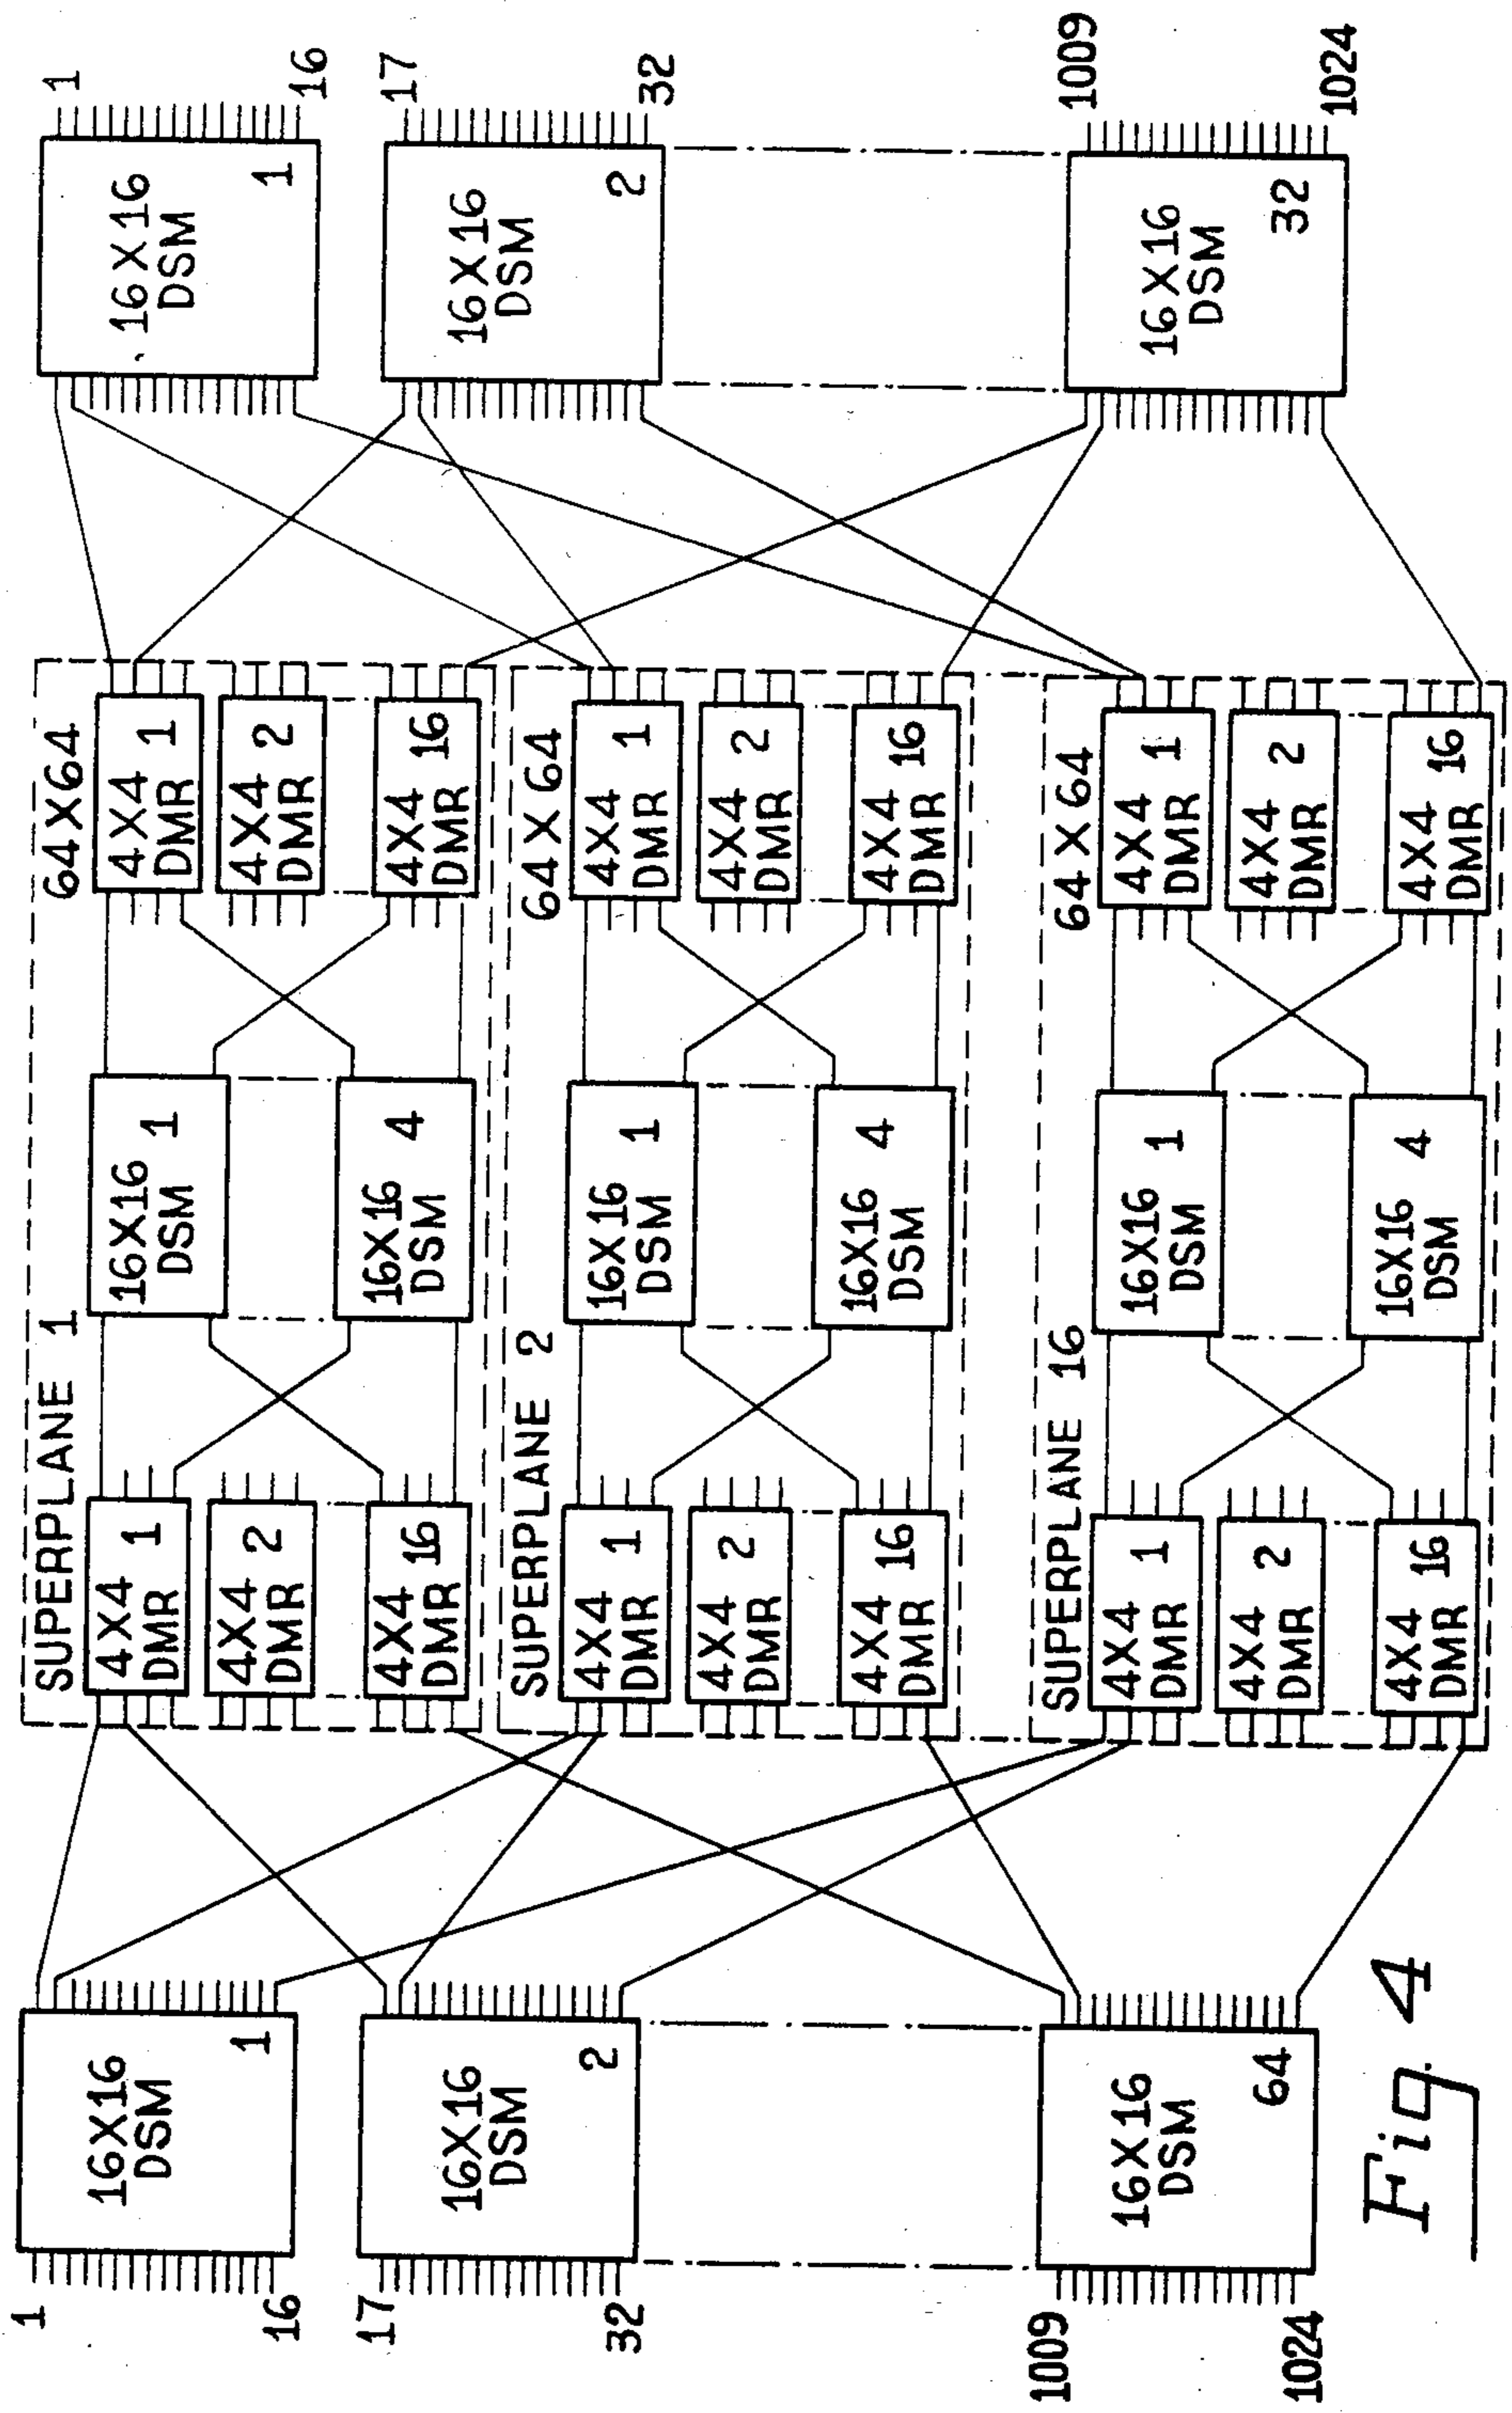 1
16
16X16
DSM
1
17
32
16X16
DSM
2
1009
1024
16X16
DSM
64
SUPERPLANE 1
64X64
4X4
DMR 1
4X4
DMR 2
4X4
DMR 16
16X16
DSM 1
16X16
DSM 4
4X4
DMR 1
4X4
DMR 2
4X4
DMR 16
SUPERPLANE 2
64X64
4X4
DMR 1
4X4
DMR 2
4X4
DMR 16
16X16
DSM 1
16X16
DSM 4
4X4
DMR 1
4X4
DMR 2
4X4
DMR 16
SUPERPLANE 16
64X64
4X4
DMR 1
4X4
DMR 2
4X4
DMR 16
16X16
DSM 1
16X16
DSM 4
4X4
DMR 1
4X4
DMR 2
4X4
DMR 16
16X16
DSM
1
1
16
16X16
DSM
2
17
32
16X16
DSM
32
1009
1024
Fig. 4